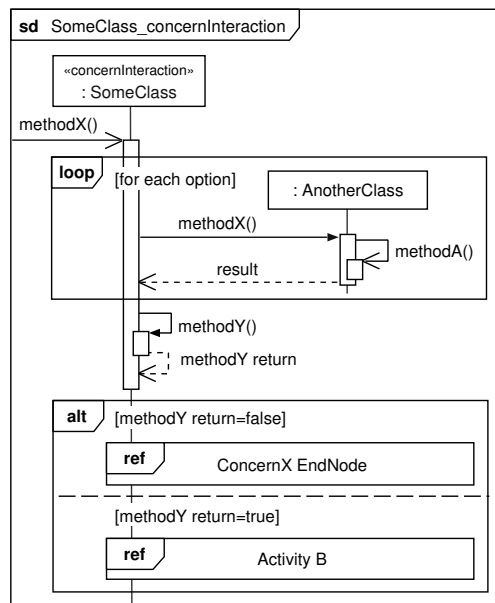 sd SomeClass_concernInteraction
«concernInteraction»
: SomeClass
methodX()
loop [for each option]
: AnotherClass
methodX()
methodA()
result
methodY()
methodY return
alt [methodY return=false]
ref ConcernX EndNode
[methodY return=true]
ref Activity B